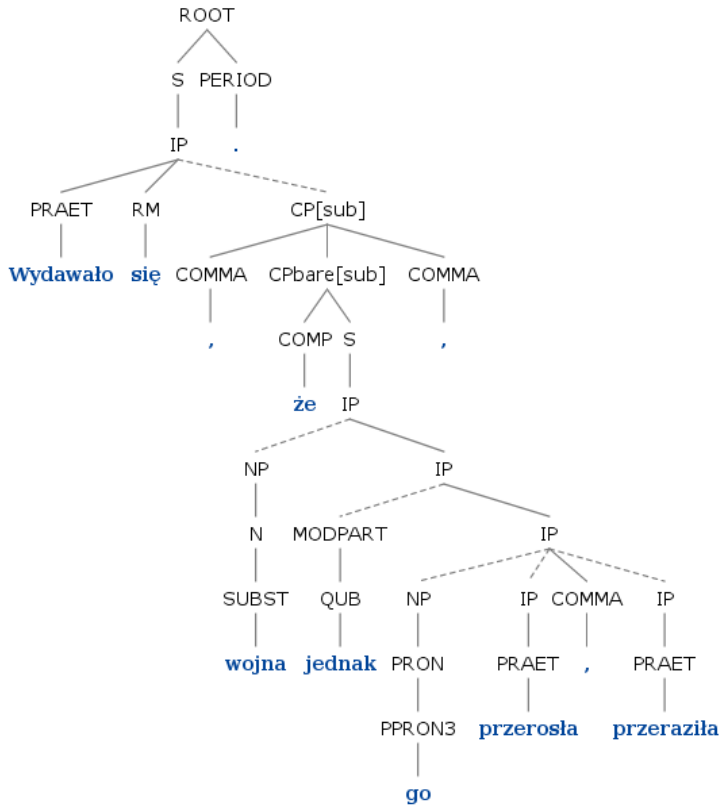 ROOT
S PERIOD
IP .
PRAET RM CP[sub]
Wydawało się COMMA CPbare[sub] COMMA
, COMP S ,
że IP
NP IP
N MODPART IP
SUBST QUB NP IP COMMA IP
wojna jednak PRON PRAET , PRAET
PPRON3 przerosła przeraziła
go